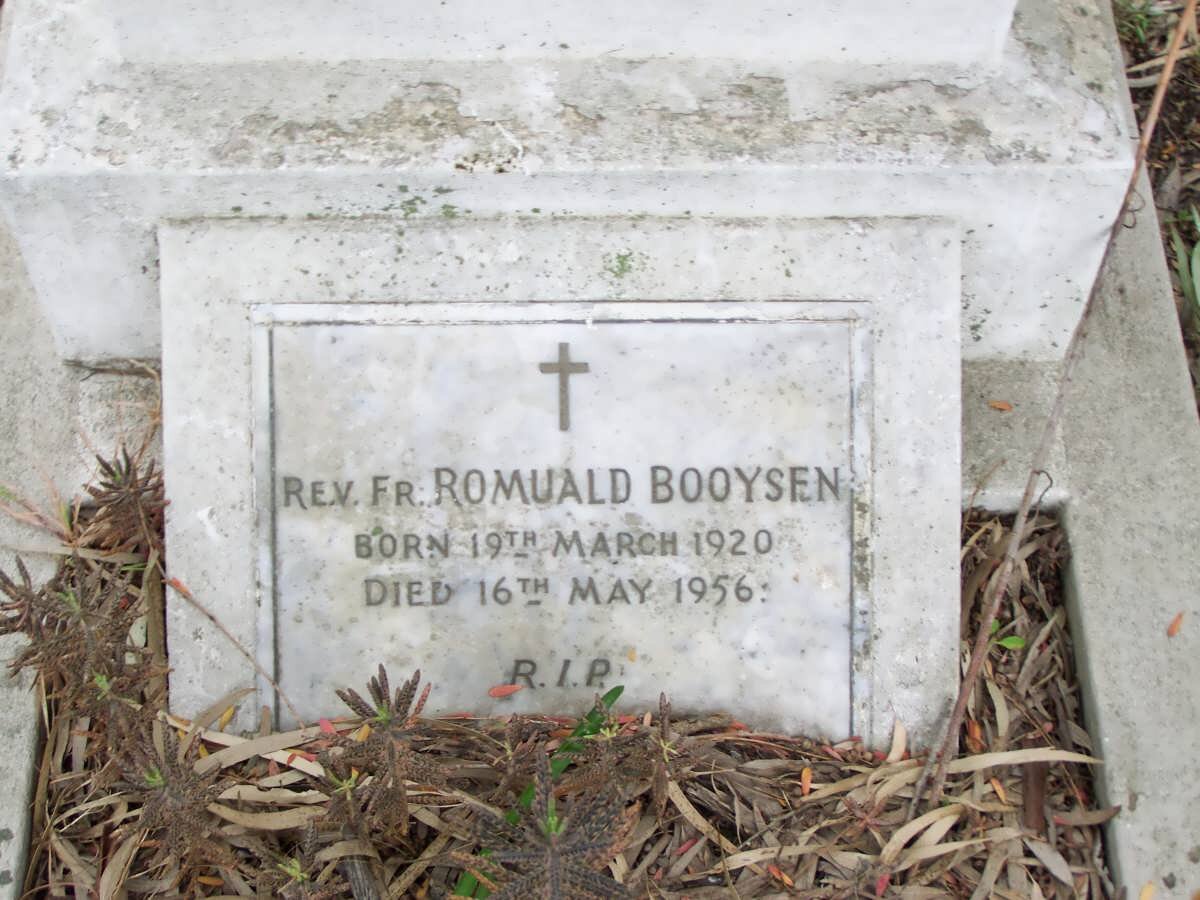 REV. FR. ROMUALD BOOYSEN
BORN 19TH MARCH 1920
DIED 16TH MAY 1956:
R.I.P.